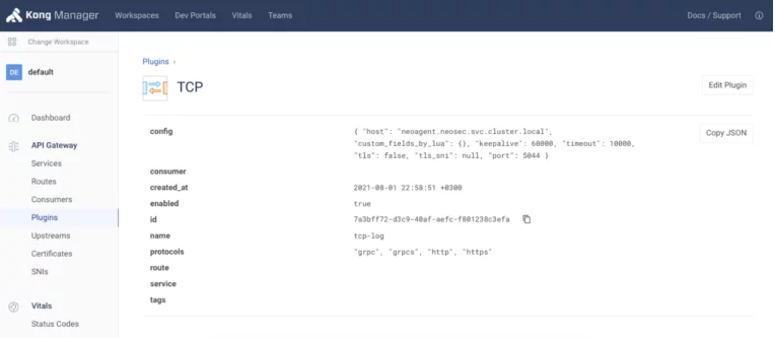 Kong Manager Workspaces Dev Portals Vitals Teams Docs / Support
Change Workspace
DE default
Plugins ›
TCP
Edit Plugin
Dashboard
API Gateway
Services
Routes
Consumers
Plugins
Upstreams
Certificates
SNIs
Vitals
Status Codes
config { "host": "neoagent.neosec.svc.cluster.local",
"custom_fields_by_lua": {}, "keepalive": 60000, "timeout": 10000,
"tls": false, "tls_sni": null, "port": 5044 }
Copy JSON
consumer
created_at 2021-08-01 22:58:51 +0300
enabled true
id 7a3bff72-d3c9-40af-aefc-f801238c3efa
name tcp-log
protocols "grpc", "grpcs", "http", "https"
route
service
tags